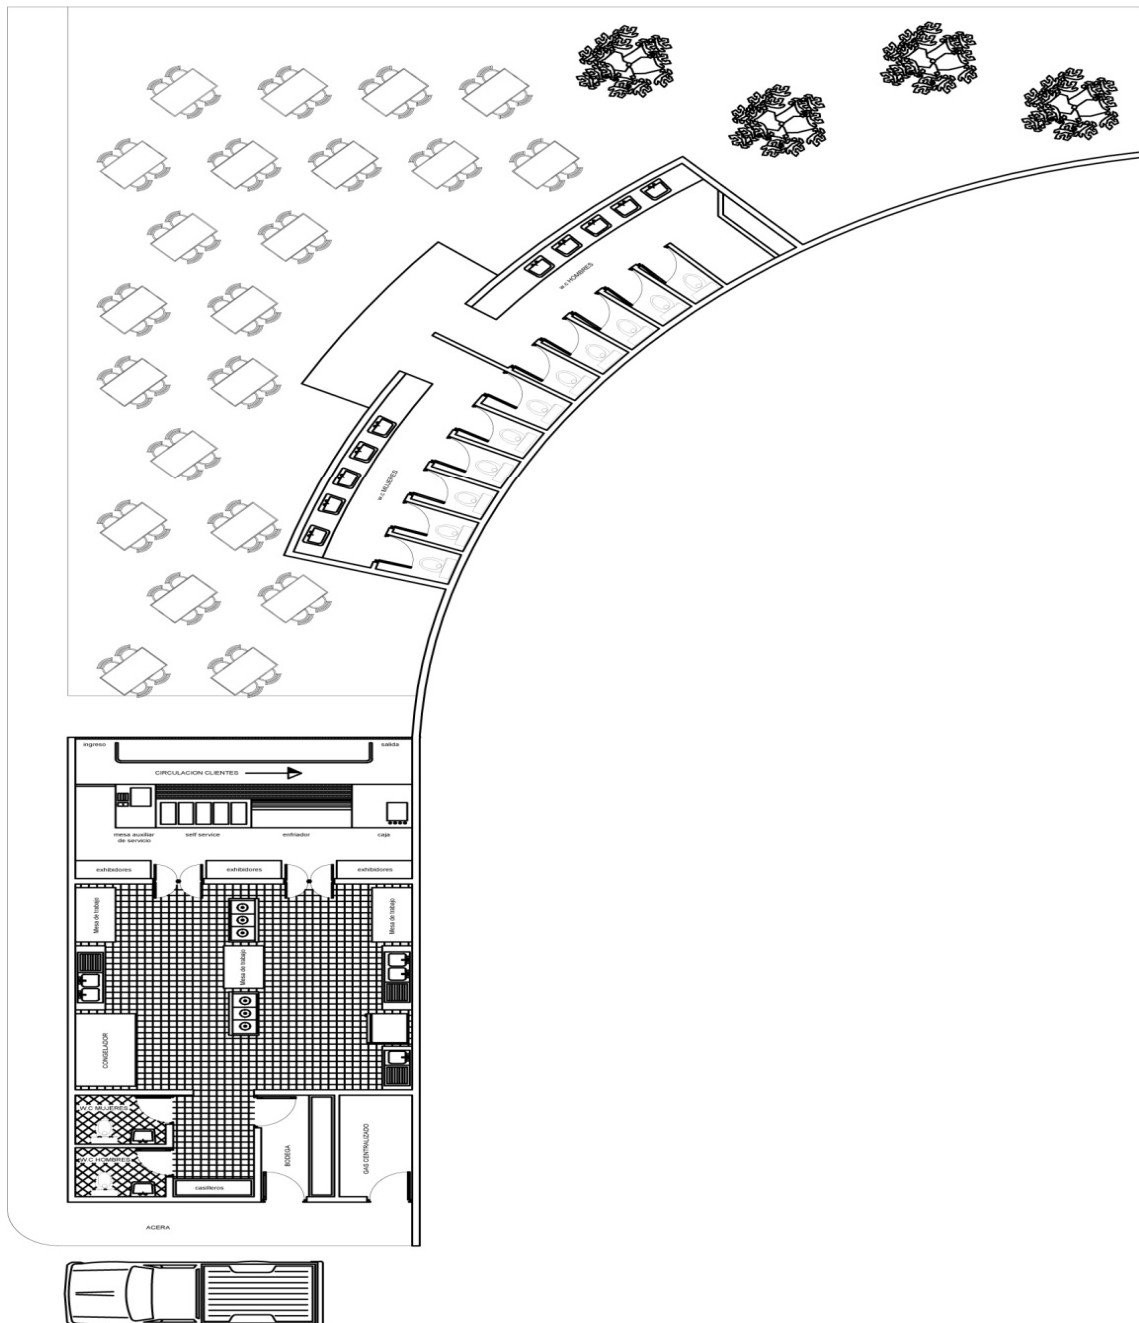 W.C HOMBRES
W.C MUJERES
ingreso
salida
CIRCULACION CLIENTES
mesa auxiliar
de servicio
self service
enfriador
caja
exhibidores
exhibidores
exhibidores
Mesa de trabajo
Mesa de trabajo
Mesa de trabajo
CONGELADOR
W.C MUJERES
W.C HOMBRES
BODEGA
GAS CENTRALIZADO
casilleros
ACERA